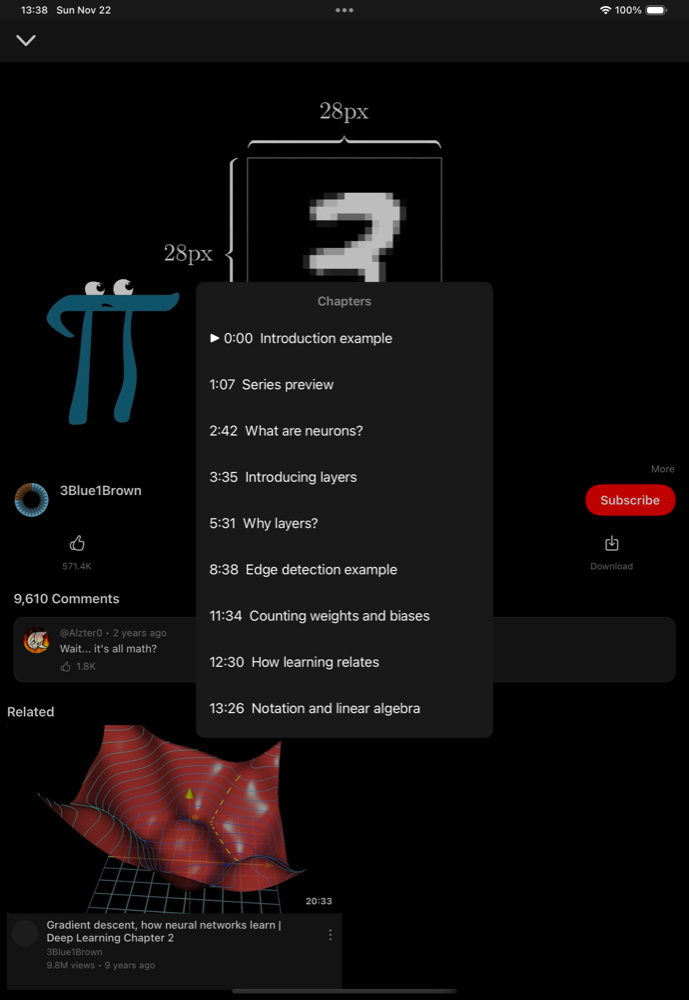 13:38 Sun Nov 22
100%
28px
28px
Chapters
▶ 0:00 Introduction example
1:07 Series preview
2:42 What are neurons?
3:35 Introducing layers
5:31 Why layers?
8:38 Edge detection example
11:34 Counting weights and biases
12:30 How learning relates
13:26 Notation and linear algebra
More
3Blue1Brown
Subscribe
571.4K
Download
9,610 Comments
@Alzter0 • 2 years ago
Wait... it's all math?
1.8K
Related
20:33
Gradient descent, how neural networks learn |
Deep Learning Chapter 2
3Blue1Brown
9.8M views • 9 years ago